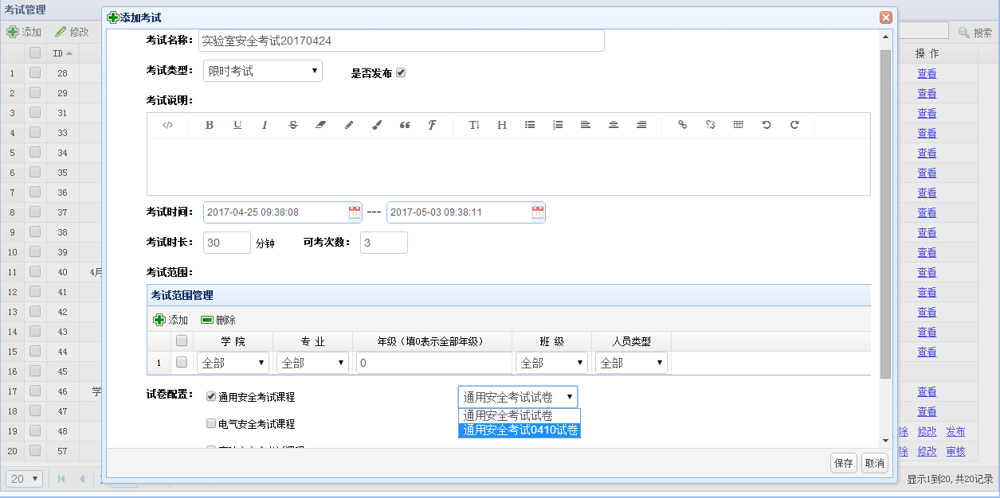 考试管理
添加 修改 搜索
ID 操 作
1 28 查看
2 29 查看
3 31 查看
4 33 查看
5 34 查看
6 35 查看
7 36 查看
8 37 查看
9 38 查看
10 39 查看
11 40 4月 查看
12 41 查看
13 42 查看
14 43 查看
15 44 查看
16 45
17 46 学 查看
18 47 查看
19 48 除 修改 发布
20 57 除 修改 审核
20 显示1到20, 共20记录
添加考试
考试名称： 实验室安全考试20170424
考试类型： 限时考试 是否发布
考试说明：
考试时间： 2017-04-25 09:38:08 --- 2017-05-03 09:38:11
考试时长： 30 分钟 可考次数： 3
考试范围：
考试范围管理
添加 删除
学 院 专 业 年级（填0表示全部年级） 班 级 人员类型
1 全部 全部 0 全部 全部
试卷配置： 通用安全考试课程 通用安全考试试卷
通用安全考试试卷
电气安全考试课程 通用安全考试0410试卷
保存 取消